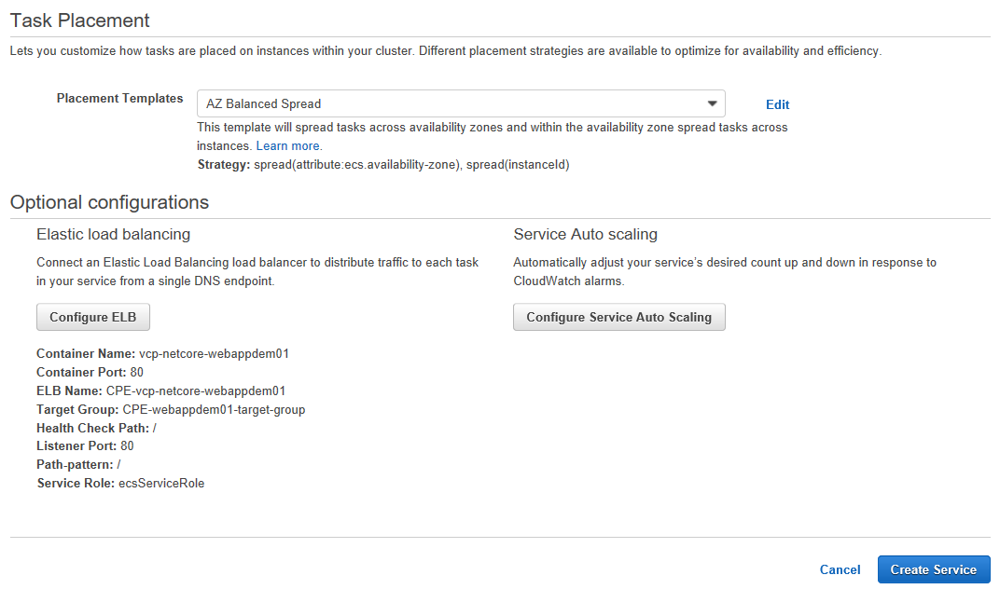 Task Placement
Lets you customize how tasks are placed on instances within your cluster. Different placement strategies are available to optimize for availability and efficiency.
Placement Templates
AZ Balanced Spread
Edit
This template will spread tasks across availability zones and within the availability zone spread tasks across
instances. Learn more.
Strategy: spread(attribute:ecs.availability-zone), spread(instanceId)
Optional configurations
Elastic load balancing
Connect an Elastic Load Balancing load balancer to distribute traffic to each task
in your service from a single DNS endpoint.
Configure ELB
Container Name: vcp-netcore-webappdem01
Container Port: 80
ELB Name: CPE-vcp-netcore-webappdem01
Target Group: CPE-webappdem01-target-group
Health Check Path: /
Listener Port: 80
Path-pattern: /
Service Role: ecsServiceRole
Service Auto scaling
Automatically adjust your service's desired count up and down in response to
CloudWatch alarms.
Configure Service Auto Scaling
Cancel
Create Service